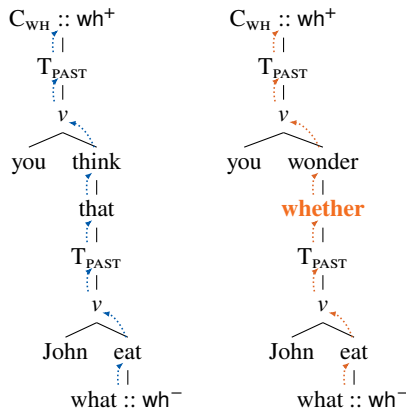 C_WH :: wh⁺
T_PAST
v
you think
that
T_PAST
v
John eat
what :: wh⁻
C_WH :: wh⁺
T_PAST
v
you wonder
whether
T_PAST
v
John eat
what :: wh⁻